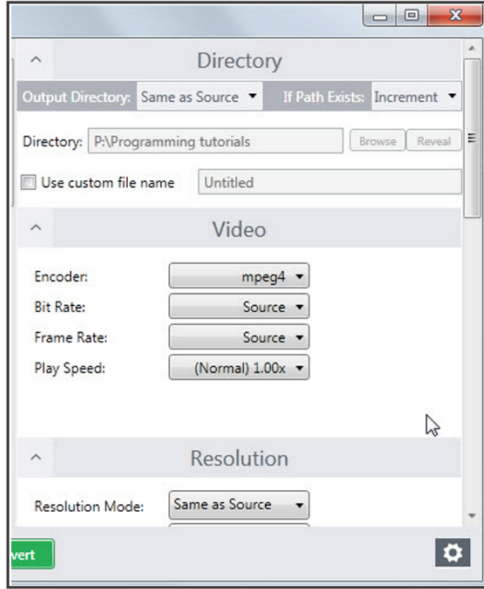 Directory
Output Directory: Same as Source If Path Exists: Increment
Directory: P:\Programming tutorials Browse Reveal
Use custom file name Untitled
Video
Encoder: mpeg4
Bit Rate: Source
Frame Rate: Source
Play Speed: (Normal) 1.00x
Resolution
Resolution Mode: Same as Source
vert